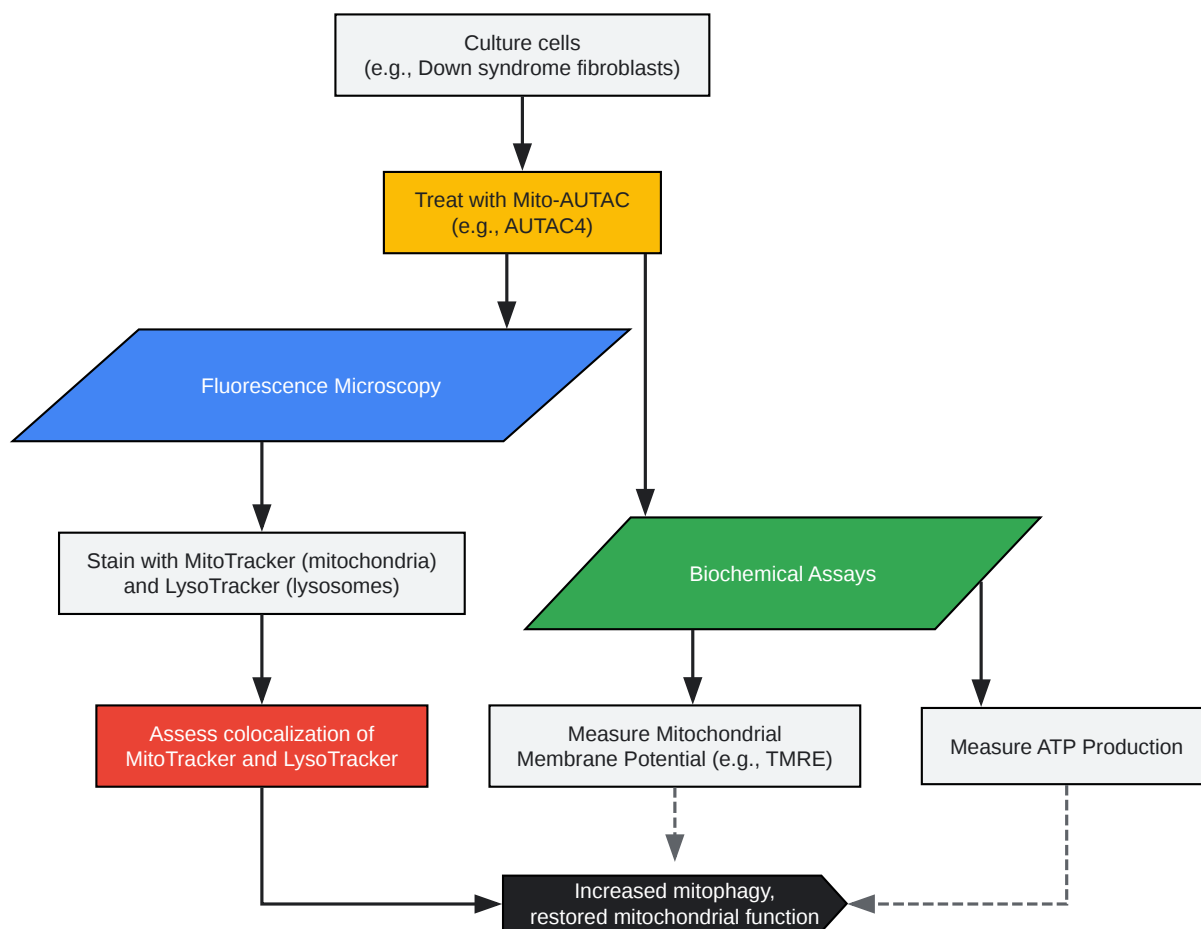 Culture cells
(e.g., Down syndrome fibroblasts)
Treat with Mito-AUTAC
(e.g., AUTAC4)
Fluorescence Microscopy
Stain with MitoTracker (mitochondria)
and LysoTracker (lysosomes)
Biochemical Assays
Assess colocalization of
MitoTracker and LysoTracker
Measure Mitochondrial
Membrane Potential (e.g., TMRE)
Measure ATP Production
Increased mitophagy,
restored mitochondrial function